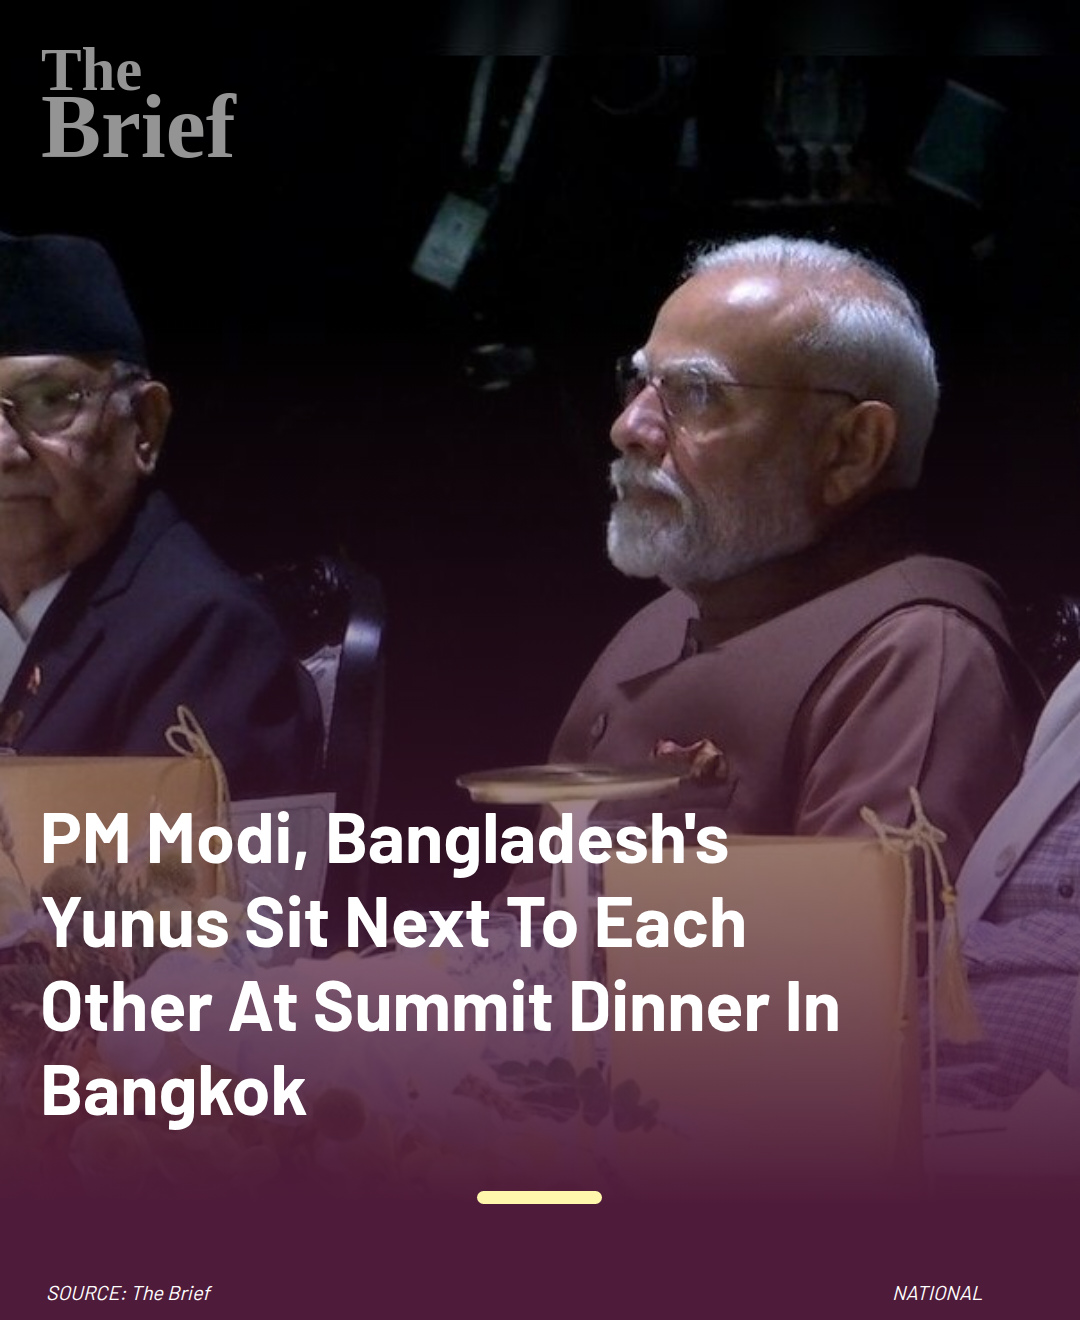 The
Brief
PM Modi, Bangladesh's
Yunus Sit Next To Each
Other At Summit Dinner In
Bangkok
SOURCE: The Brief
NATIONAL